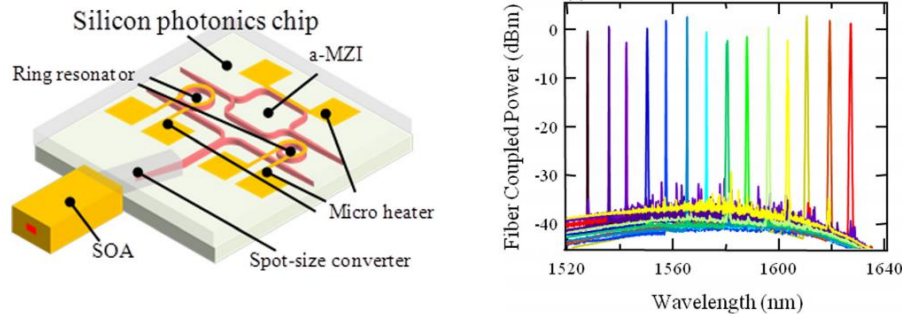 Silicon photonics chip
Ring resonator
a-MZI
Micro heater
SOA
Spot-size converter
Fiber Coupled Power (dBm)
0
-10
-20
-30
-40
1520
1560
1600
1640
Wavelength (nm)